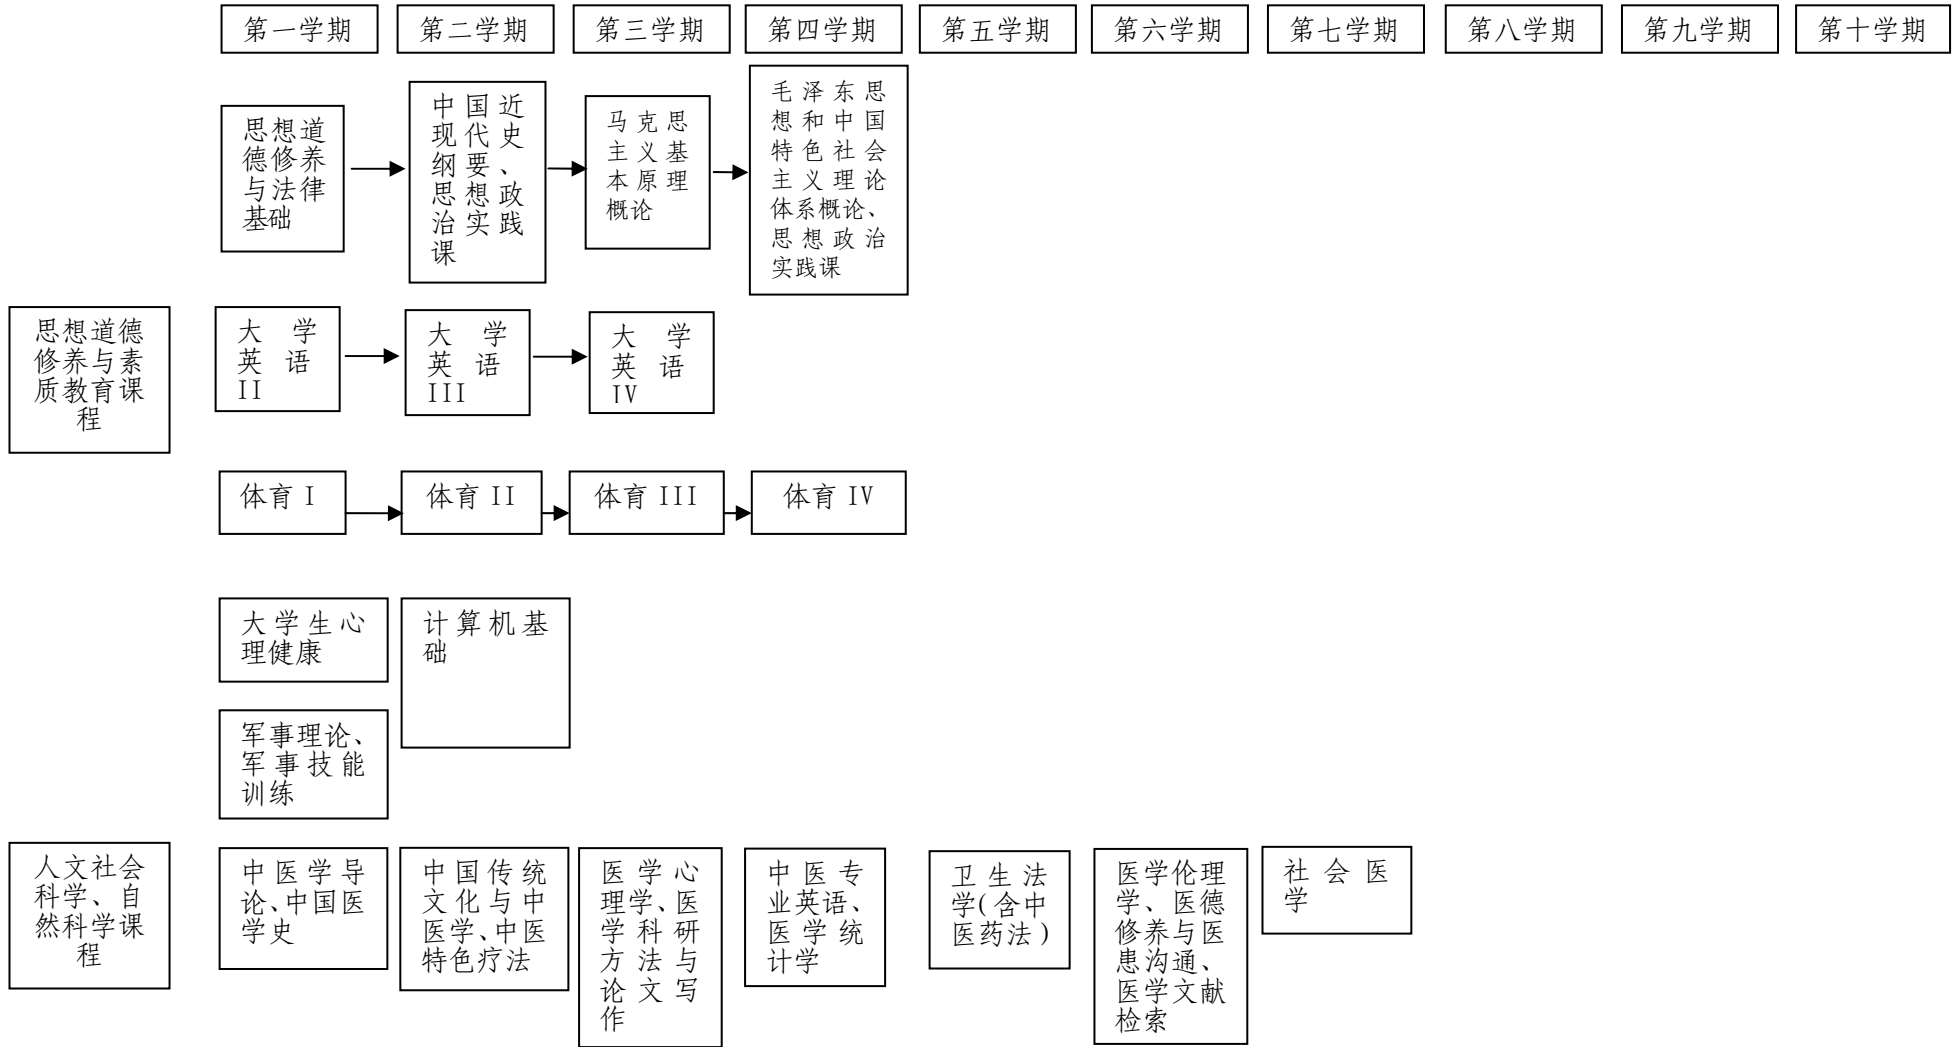 第一学期
第二学期
第三学期
第四学期
第五学期
第六学期
第七学期
第八学期
第九学期
第十学期
思想道
德修养
与法律
基础
中国近
现代史
纲要、
思想政
治实践
课
马克思
主义基
本原理
概论
毛泽东思
想和中国
特色社会
主义理论
体系概论、
思想政治
实践课
思想道德
修养与素
质教育课
程
大学
英语
II
大学
英语
III
大学
英语
IV
体育 I
体育 II
体育 III
体育 IV
大学生心
理健康
计算机基
础
军事理论、
军事技能
训练
人文社会
科学、自
然科学课
程
中医学导
论、中国医
学史
中国传统
文化与中
医学、中医
特色疗法
医学心
理学、医
学科研
方法与
论文写
作
中医专
业英语、
医学统
计学
卫生法
学(含中
医药法)
医学伦理
学、医德
修养与医
患沟通、
医学文献
检索
社会医
学